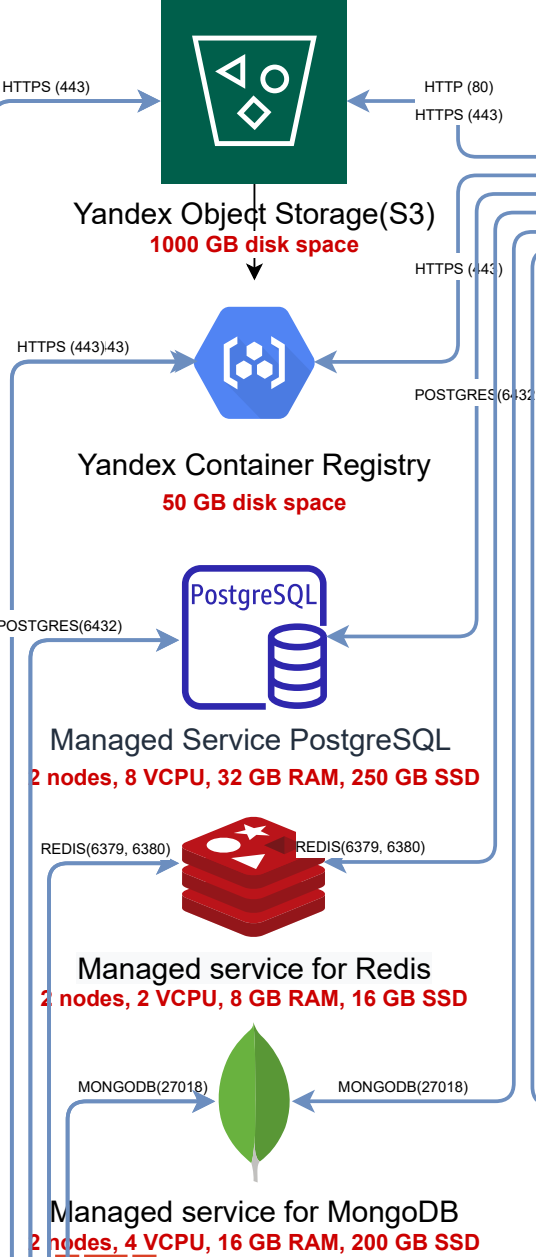 HTTPS (443)
HTTP (80)
HTTPS (443)
Yandex Object Storage(S3)
1000 GB disk space
HTTPS (443)
HTTPS (443)
43)
Yandex Container Registry
POSTGRES(6432
50 GB disk space
PostgreSQL
POSTGRES(6432)
Managed Service PostgreSQL
2 nodes, 8 VCPU, 32 GB RAM, 250 GB SSD
REDIS(6379, 6380)
REDIS(6379, 6380)
Managed service for Redis
2 nodes, 2 VCPU, 8 GB RAM, 16 GB SSD
MONGODB(27018)
MONGODB(27018)
Managed service for MongoDB
2 nodes, 4 VCPU, 16 GB RAM, 200 GB SSD